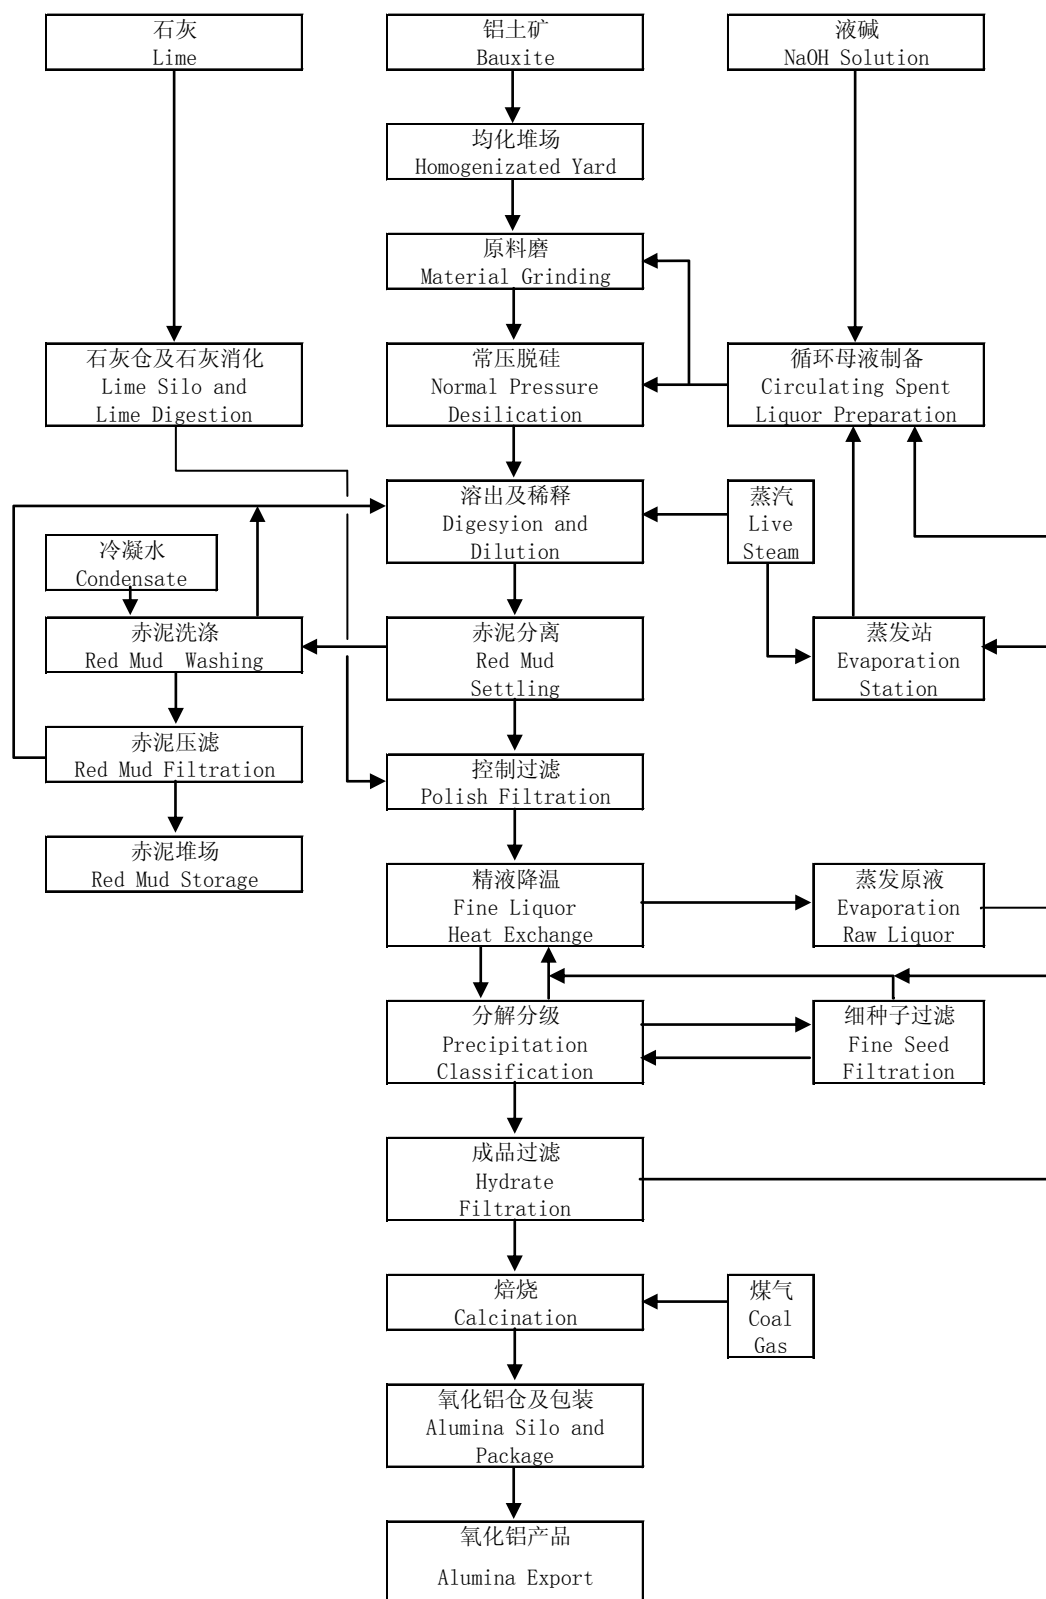 石灰
Lime
铝土矿
Bauxite
液碱
NaOH Solution
均化堆场
Homogenizated Yard
原料磨
Material Grinding
石灰仓及石灰消化
Lime Silo and
Lime Digestion
常压脱硅
Normal Pressure
Desilication
循环母液制备
Circulating Spent
Liquor Preparation
溶出及稀释
Digesyion and
Dilution
蒸汽
Live
Steam
冷凝水
Condensate
赤泥洗涤
Red Mud Washing
赤泥分离
Red Mud
Settling
蒸发站
Evaporation
Station
赤泥压滤
Red Mud Filtration
控制过滤
Polish Filtration
赤泥堆场
Red Mud Storage
精液降温
Fine Liquor
Heat Exchange
蒸发原液
Evaporation
Raw Liquor
分解分级
Precipitation
Classification
细种子过滤
Fine Seed
Filtration
成品过滤
Hydrate
Filtration
焙烧
Calcination
煤气
Coal
Gas
氧化铝仓及包装
Alumina Silo and
Package
氧化铝产品
Alumina Export